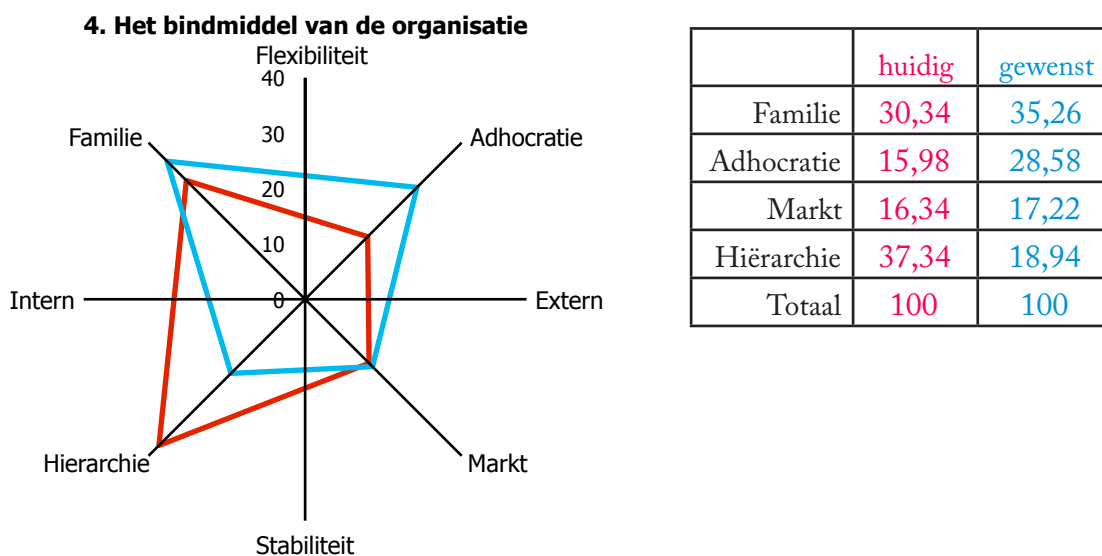 4. Het bindmiddel van de organisatie
Flexibiliteit
40
30
20
10
0
Familie
Adhocratie
Intern
Extern
Hierarchie
Markt
Stabiliteit
huidig gewenst
Familie 30,34 35,26
Adhocratie 15,98 28,58
Markt 16,34 17,22
Hiërarchie 37,34 18,94
Totaal 100 100